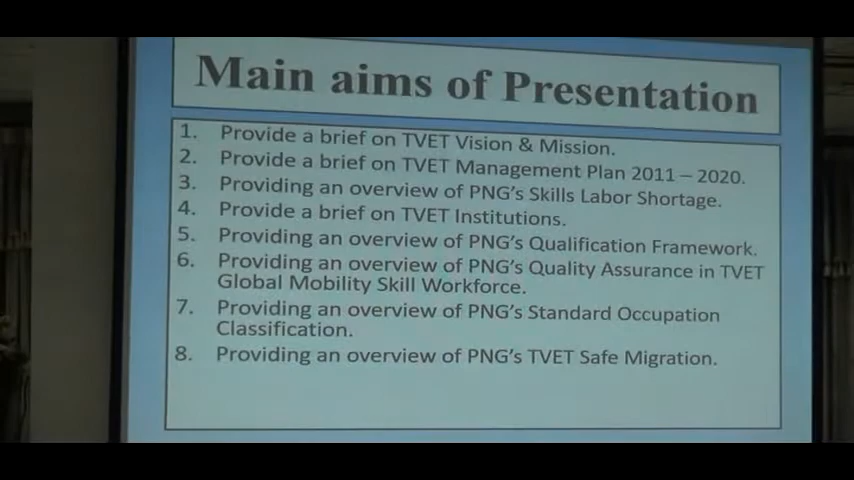 Main aims of Presentation
1. Provide a brief on TVET Vision & Mission.
2. Provide a brief on TVET Management Plan 2011 – 2020.
3. Providing an overview of PNG's Skills Labor Shortage.
4. Provide a brief on TVET Institutions.
5. Providing an overview of PNG's Qualification Framework.
6. Providing an overview of PNG's Quality Assurance in TVET
Global Mobility Skill Workforce.
7. Providing an overview of PNG's Standard Occupation
Classification.
8. Providing an overview of PNG's TVET Safe Migration.